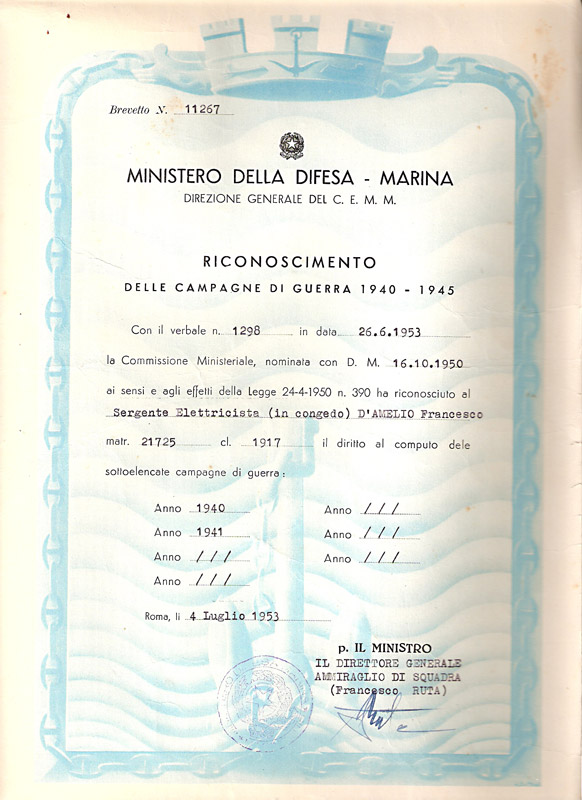 Brevetto N. 11267
MINISTERO DELLA DIFESA - MARINA
DIREZIONE GENERALE DEL C. E. M. M.
RICONOSCIMENTO
DELLE CAMPAGNE DI GUERRA 1940 - 1945
Con il verbale n. 1298 in data 26.6.1953
la Commissione Ministeriale, nominata con D. M. 16.10.1950
ai sensi e agli effetti della Legge 24-4-1950 n. 390 ha riconosciuto al
Sergente Elettricista (in congedo) D'AMELIO Francesco
matr. 21725 cl. 1917 il diritto al computo dele
sottoelencate campagne di guerra:
Anno 1940 Anno / / /
Anno 1941 Anno / / /
Anno / / / Anno / / /
Anno / / /
Roma, li 4 Luglio 1953
p. IL MINISTRO
IL DIRETTORE GENERALE
AMMIRAGLIO DI SQUADRA
(Francesco RUTA)